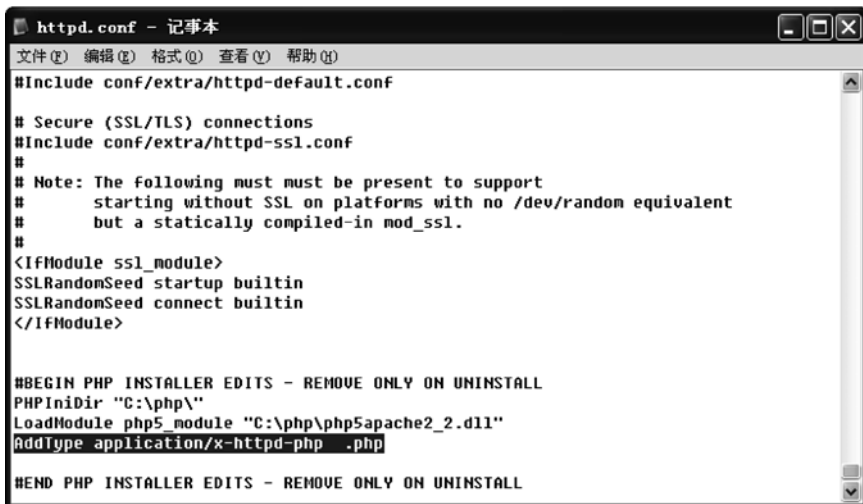 httpd.conf - 记事本
文件(F) 编辑(E) 格式(O) 查看(V) 帮助(H)
#Include conf/extra/httpd-default.conf
# Secure (SSL/TLS) connections
#Include conf/extra/httpd-ssl.conf
#
# Note: The following must must be present to support
#       starting without SSL on platforms with no /dev/random equivalent
#       but a statically compiled-in mod_ssl.
#
<IfModule ssl_module>
SSLRandomSeed startup builtin
SSLRandomSeed connect builtin
</IfModule>
#BEGIN PHP INSTALLER EDITS - REMOVE ONLY ON UNINSTALL
PHPIniDir "C:\php\"
LoadModule php5_module "C:\php\php5apache2_2.dll"
AddType application/x-httpd-php  .php
#END PHP INSTALLER EDITS - REMOVE ONLY ON UNINSTALL